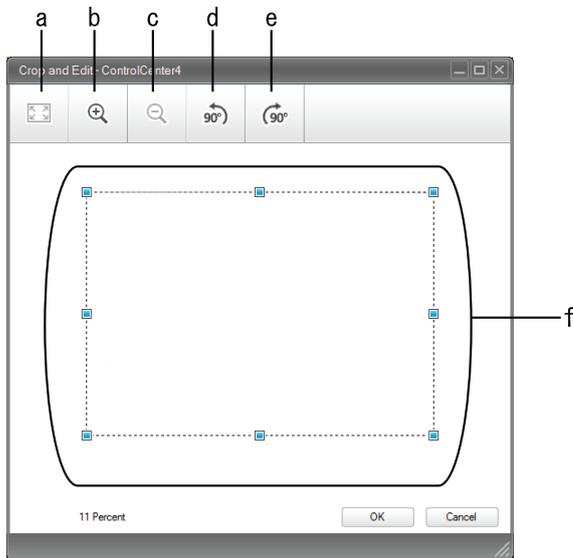 a b c d e
Crop and Edit - ControlCenter4
90° 90°
f
11 Percent OK Cancel